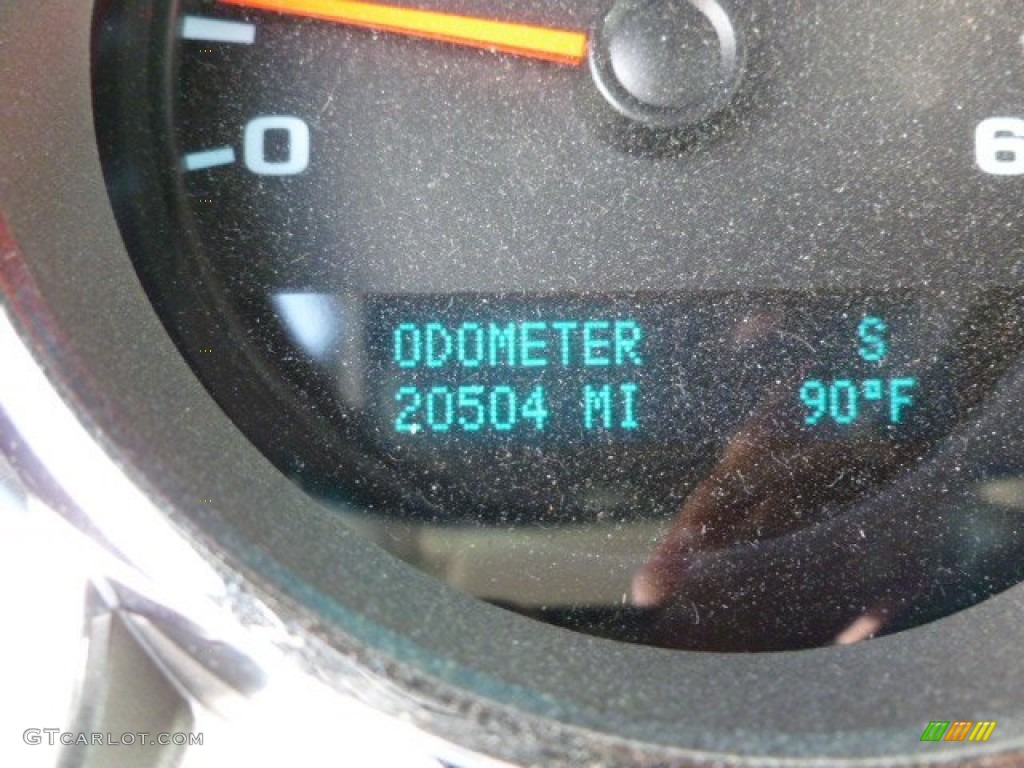 0
6
ODOMETER S
20504 MI 90°F
GTCARLOT.COM